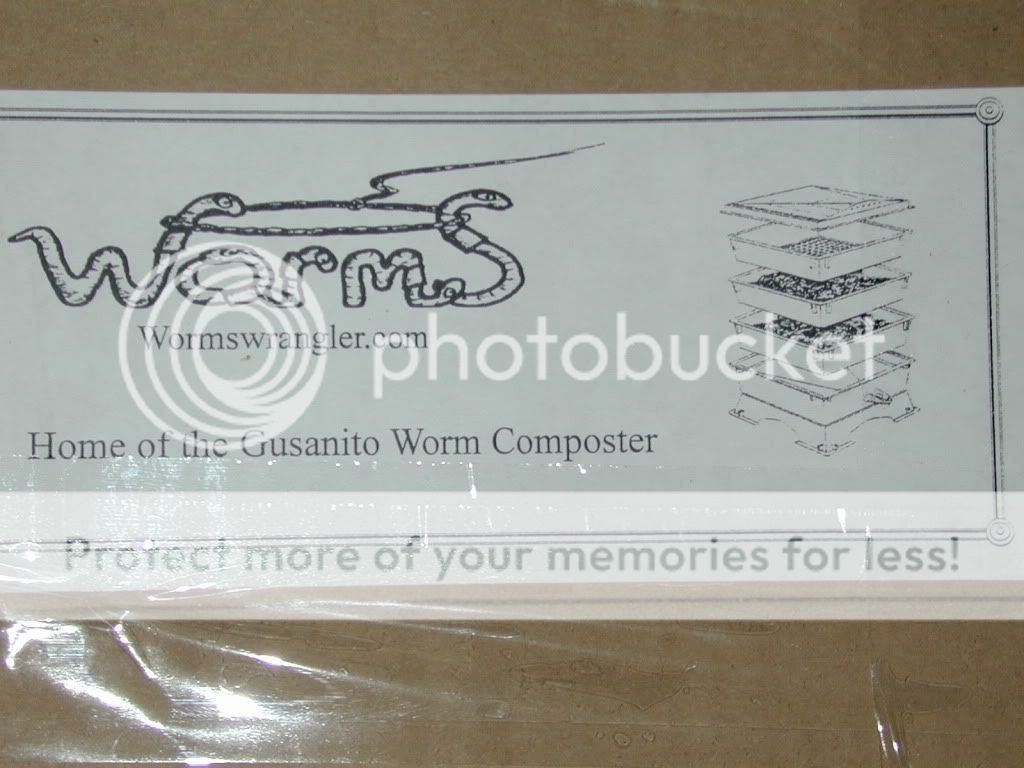 Worms
Wormswrangler.com
photobucket
Home of the Gusanito Worm Composter
Protect more of your memories for less!